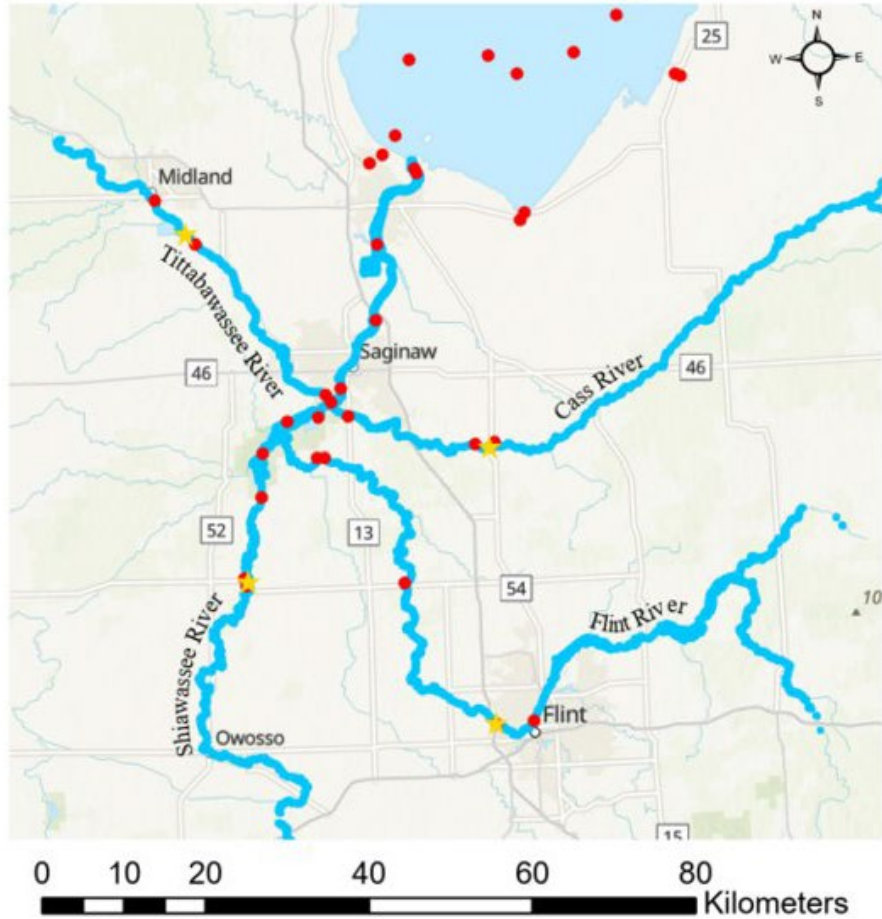 25
N
W E
S
Midland
Tittabawassee River
Saginaw
46
46
Cass River
52
13
54
10
Flint River
Shiawassee River
Flint
Owosso
15
0 10 20 40 60 80
Kilometers